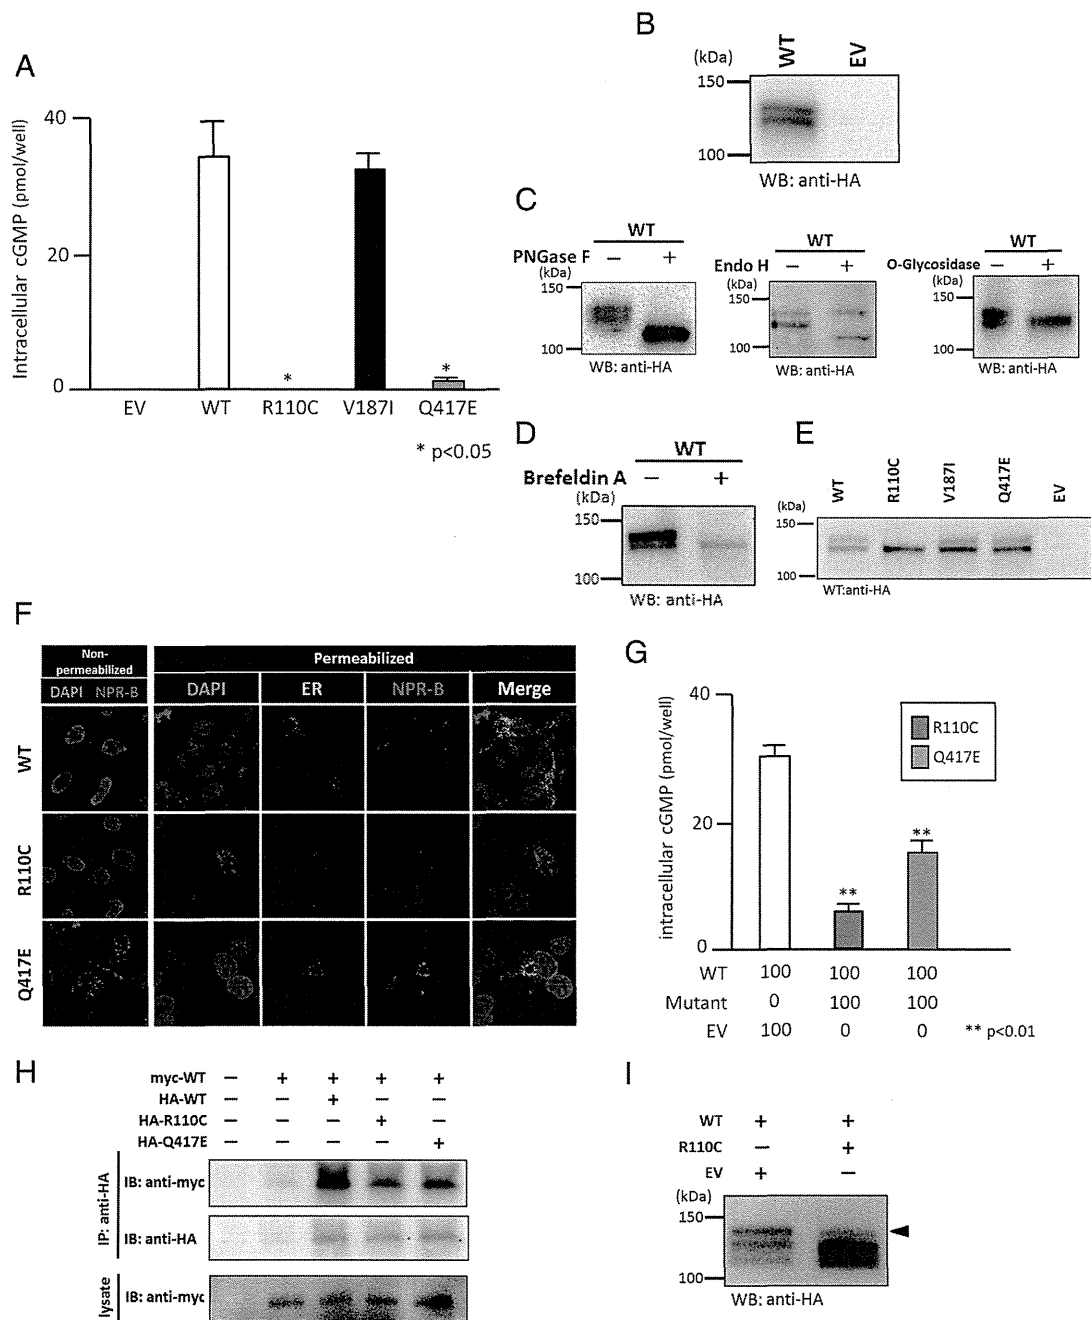 A
Intracellular cGMP (pmol/well)
40
20
0
EV WT R110C V187I Q417E
*
*
* p<0.05
B
(kDa)
WT EV
150
100
WB: anti-HA
C
WT
PNGase F − +
(kDa)
150
100
WB: anti-HA
WT
Endo H − +
(kDa)
150
100
WB: anti-HA
WT
O-Glycosidase − +
(kDa)
150
100
WB: anti-HA
D
WT
Brefeldin A − +
(kDa)
150
100
WB: anti-HA
E
WT R110C V187I Q417E EV
(kDa)
150
100
WT:anti-HA
F
Non-permeabilized
Permeabilized
DAPI NPR-B
DAPI ER NPR-B Merge
WT
R110C
Q417E
G
intracellular cGMP (pmol/well)
40
20
0
R110C
Q417E
**
**
WT 100 100 100
Mutant 0 100 100
EV 100 0 0
** p<0.01
H
myc-WT − + + + +
HA-WT − − + − −
HA-R110C − − − + −
HA-Q417E − − − − +
IP: anti-HA
IB: anti-myc
IB: anti-HA
lysate
IB: anti-myc
I
WT + +
R110C − +
EV + −
(kDa)
150
100
WB: anti-HA